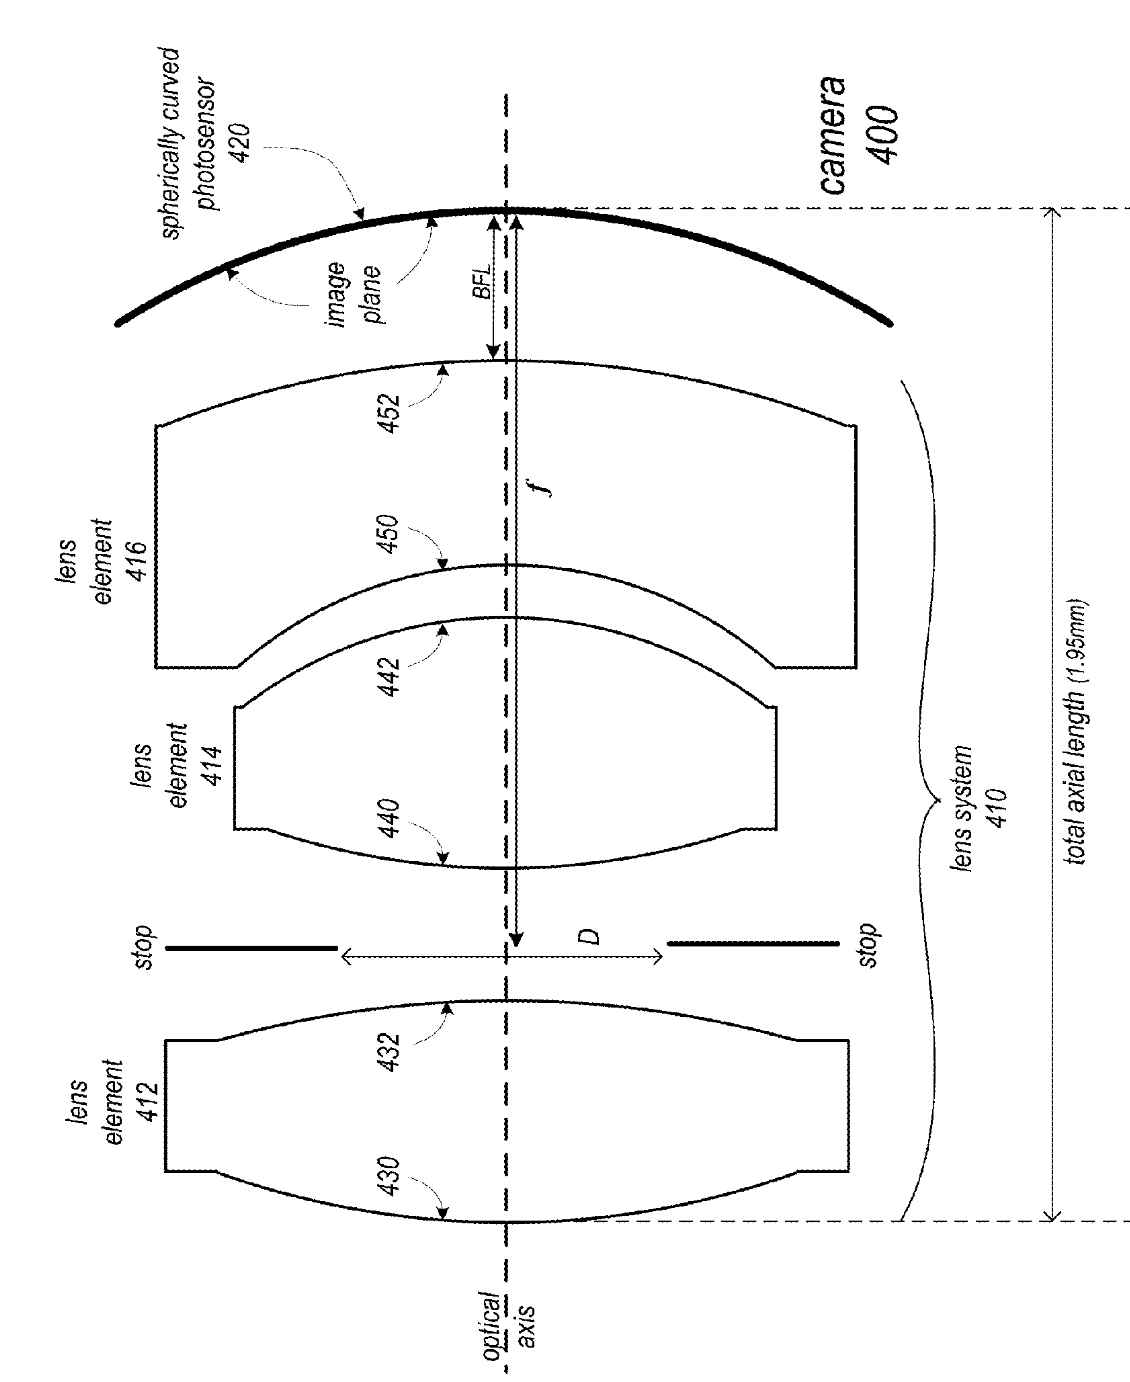 spherically curved
photosensor
420
camera
400
image
plane
BFL
452
lens
element
416
450
f
442
lens
element
414
440
lens system
410
total axial length (1.95mm)
stop
D
stop
432
lens
element
412
430
optical
axis